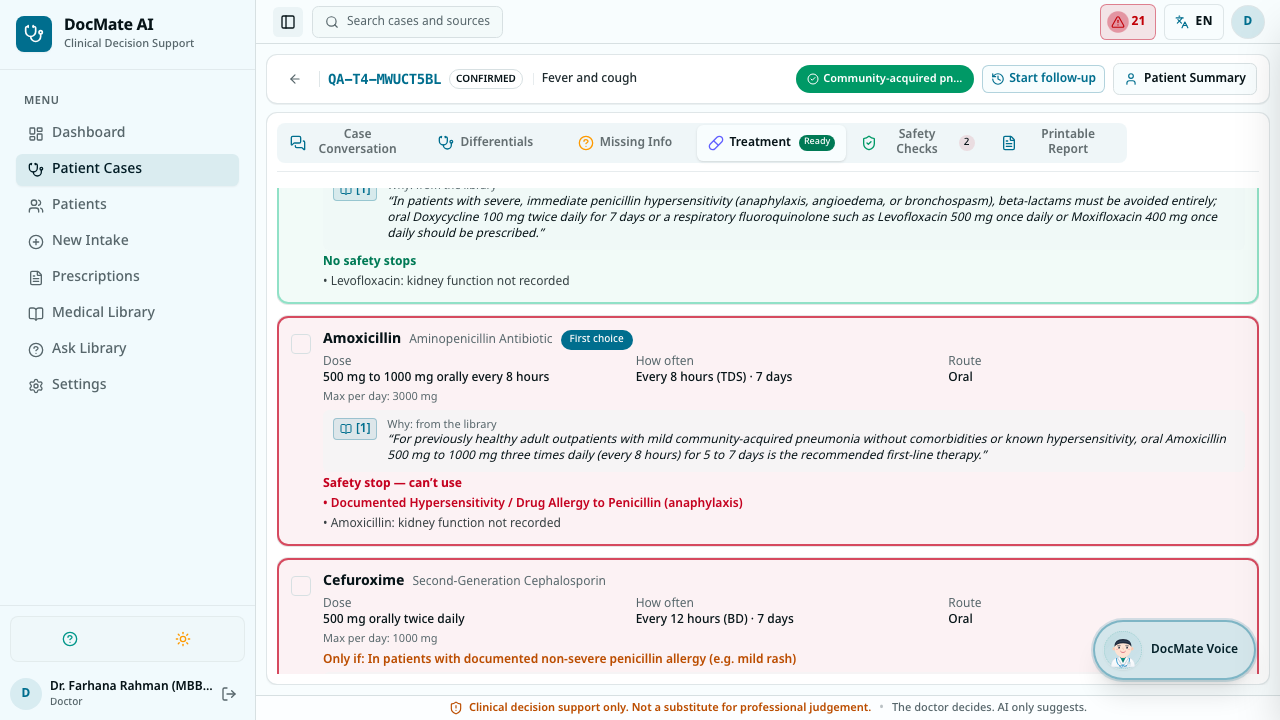 DocMate AI
Clinical Decision Support
MENU
Dashboard
Patient Cases
Patients
New Intake
Prescriptions
Medical Library
Ask Library
Settings
D
Dr. Farhana Rahman (MBB...
Doctor
Search cases and sources
21
EN
D
QA-T4-MWUCT5BL
CONFIRMED
Fever and cough
Community-acquired pn...
Start follow-up
Patient Summary
Case Conversation
Differentials
Missing Info
Treatment
Ready
Safety Checks
2
Printable Report
[1]
Why: from the library
“In patients with severe, immediate penicillin hypersensitivity (anaphylaxis, angioedema, or bronchospasm), beta-lactams must be avoided entirely;
oral Doxycycline 100 mg twice daily for 7 days or a respiratory fluoroquinolone such as Levofloxacin 500 mg once daily or Moxifloxacin 400 mg once
daily should be prescribed.”
No safety stops
• Levofloxacin: kidney function not recorded
Amoxicillin Aminopenicillin Antibiotic First choice
Dose How often Route
500 mg to 1000 mg orally every 8 hours Every 8 hours (TDS) · 7 days Oral
Max per day: 3000 mg
[1]
Why: from the library
“For previously healthy adult outpatients with mild community-acquired pneumonia without comorbidities or known hypersensitivity, oral Amoxicillin
500 mg to 1000 mg three times daily (every 8 hours) for 5 to 7 days is the recommended first-line therapy.”
Safety stop — can’t use
• Documented Hypersensitivity / Drug Allergy to Penicillin (anaphylaxis)
• Amoxicillin: kidney function not recorded
Cefuroxime Second-Generation Cephalosporin
Dose How often Route
500 mg orally twice daily Every 12 hours (BD) · 7 days Oral
Max per day: 1000 mg
Only if: In patients with documented non-severe penicillin allergy (e.g. mild rash)
DocMate Voice
Clinical decision support only. Not a substitute for professional judgement. • The doctor decides. AI only suggests.